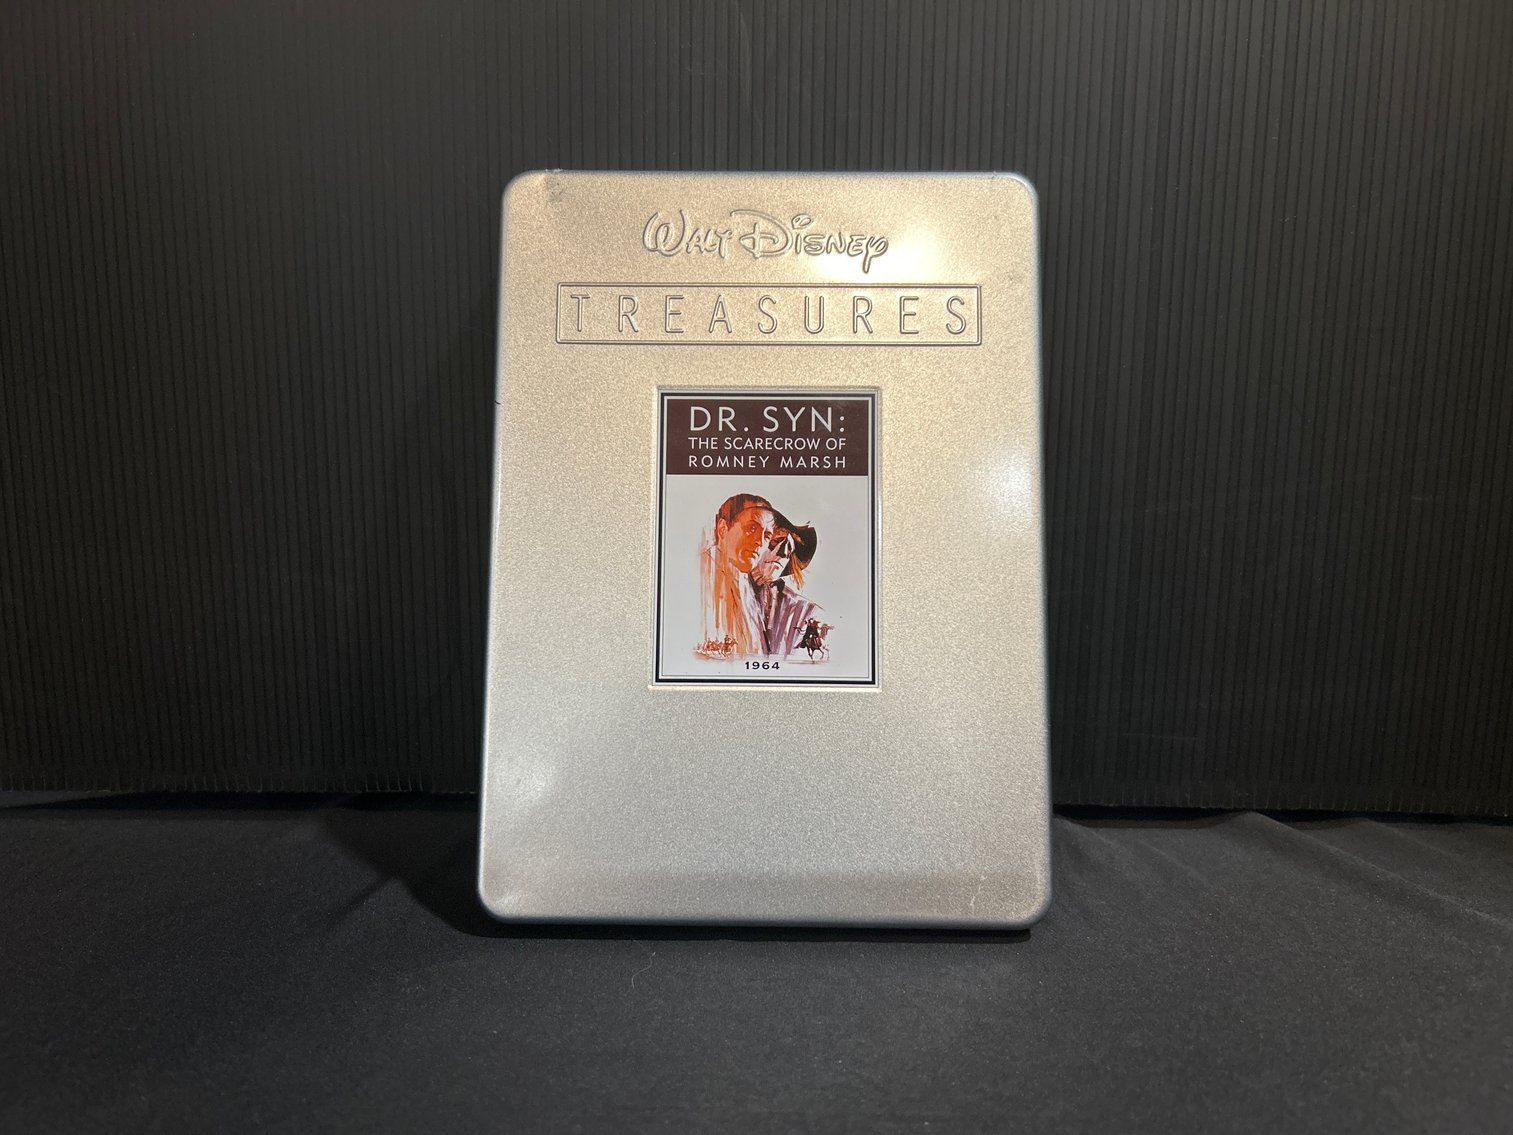 WALT DISNEY
TREASURES
DR. SYN:
THE SCARECROW OF
ROMNEY MARSH
1964